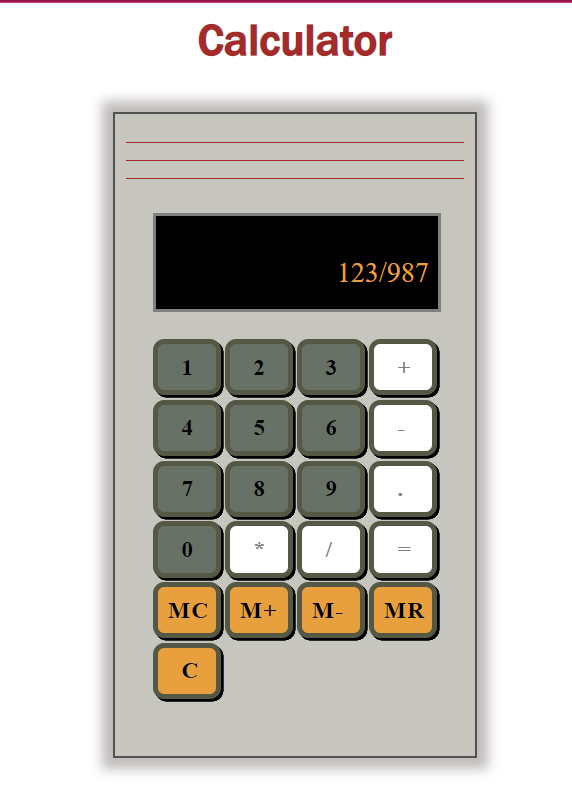 Calculator
123/987
1 2 3 +
4 5 6 -
7 8 9 .
0 * / =
MC M+ M- MR
C